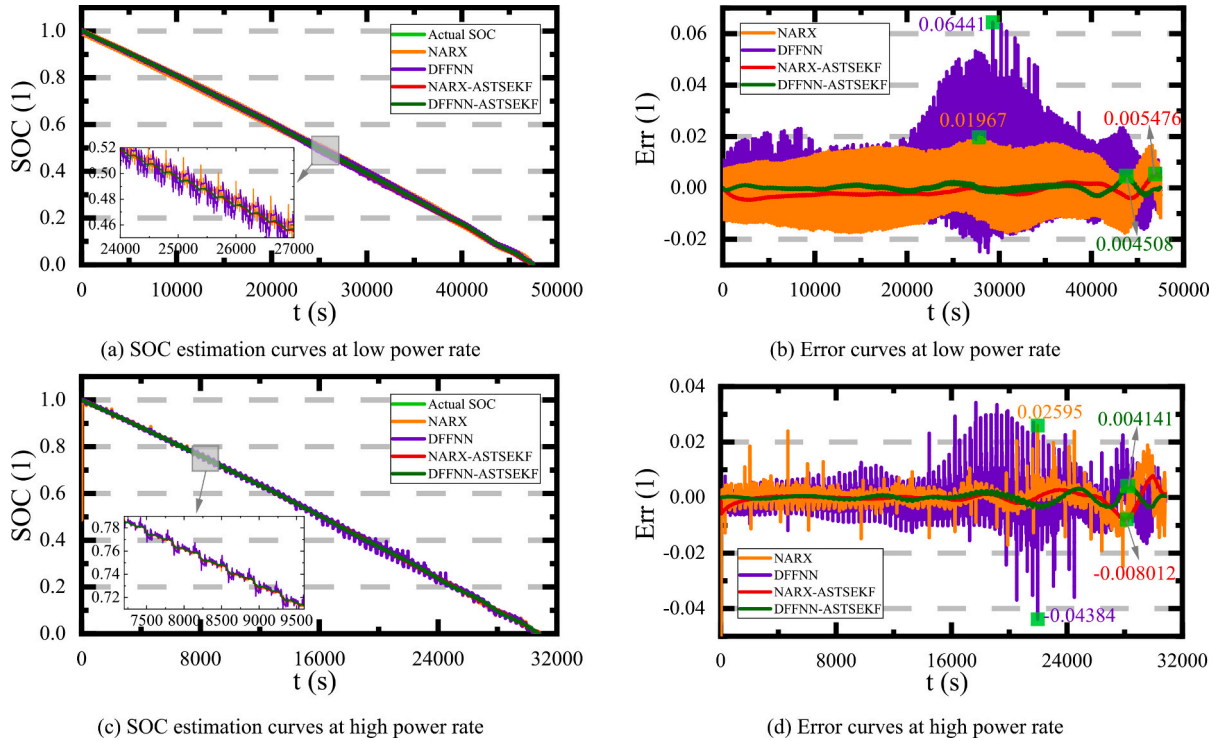 SOC (1)
1.0
0.8
0.6
0.4
0.2
0.0
Actual SOC
NARX
DFFNN
NARX-ASTSEKF
DFFNN-ASTSEKF
0.52
0.50
0.48
0.46
24000 25000 26000 27000
0 10000 20000 30000 40000 50000
t (s)
(a) SOC estimation curves at low power rate
Err (1)
0.06
0.04
0.02
0.00
-0.02
NARX
DFFNN
NARX-ASTSEKF
DFFNN-ASTSEKF
0.06441
0.01967
0.005476
0.004508
0 10000 20000 30000 40000 50000
t (s)
(b) Error curves at low power rate
SOC (1)
1.0
0.8
0.6
0.4
0.2
0.0
Actual SOC
NARX
DFFNN
NARX-ASTSEKF
DFFNN-ASTSEKF
0.78
0.76
0.74
0.72
7500 8000 8500 9000 9500
0 8000 16000 24000 32000
t (s)
(c) SOC estimation curves at high power rate
Err (1)
0.04
0.02
0.00
-0.02
-0.04
0.02595
0.004141
NARX
DFFNN
NARX-ASTSEKF
DFFNN-ASTSEKF
-0.008012
-0.04384
0 8000 16000 24000 32000
t (s)
(d) Error curves at high power rate